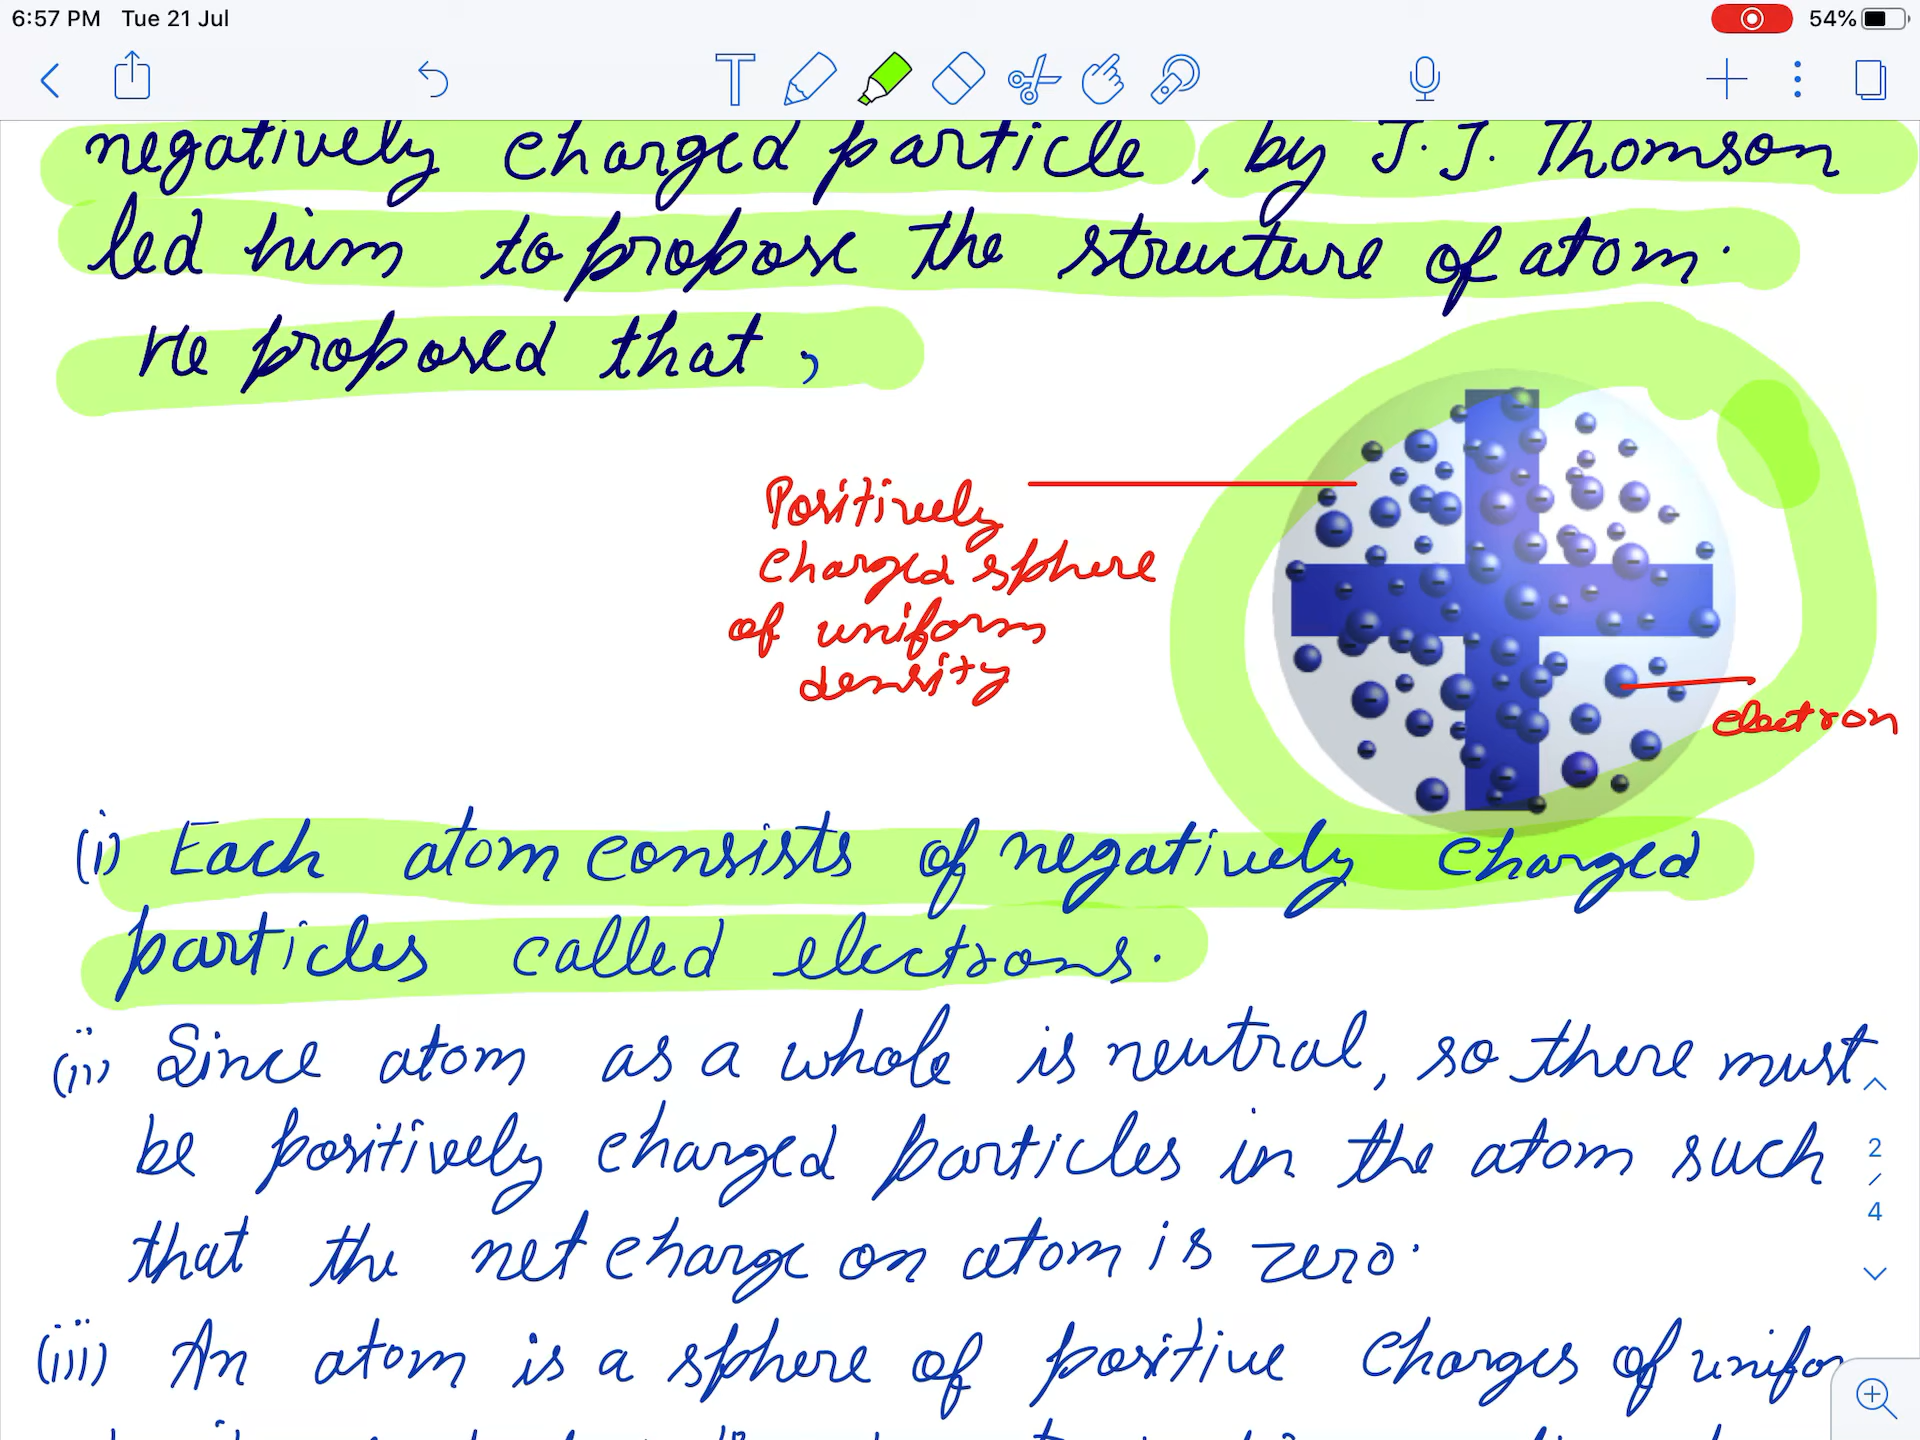 6:57 PM Tue 21 Jul
54%
negatively charged particle, by J.J. Thomson
led him to propose the structure of atom.
He proposed that,
Positively
charged sphere
of uniform
density
electron
(i) Each atom consists of negatively charged
particles called electrons.
(ii) Since atom as a whole is neutral, so there must
be positively charged particles in the atom such
that the net charge on atom is zero.
2
/
4
(iii) An atom is a sphere of positive charges of unifor